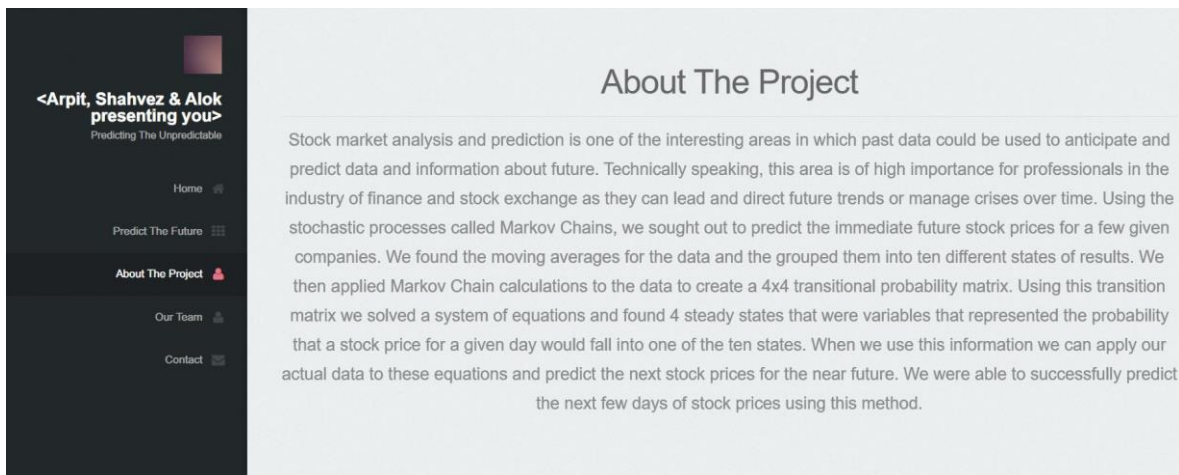 <Arpit, Shahvez & Alok
presenting you>
Predicting The Unpredictable
Home
Predict The Future
About The Project
Our Team
Contact
About The Project
Stock market analysis and prediction is one of the interesting areas in which past data could be used to anticipate and
predict data and information about future. Technically speaking, this area is of high importance for professionals in the
industry of finance and stock exchange as they can lead and direct future trends or manage crises over time. Using the
stochastic processes called Markov Chains, we sought out to predict the immediate future stock prices for a few given
companies. We found the moving averages for the data and the grouped them into ten different states of results. We
then applied Markov Chain calculations to the data to create a 4x4 transitional probability matrix. Using this transition
matrix we solved a system of equations and found 4 steady states that were variables that represented the probability
that a stock price for a given day would fall into one of the ten states. When we use this information we can apply our
actual data to these equations and predict the next stock prices for the near future. We were able to successfully predict
the next few days of stock prices using this method.